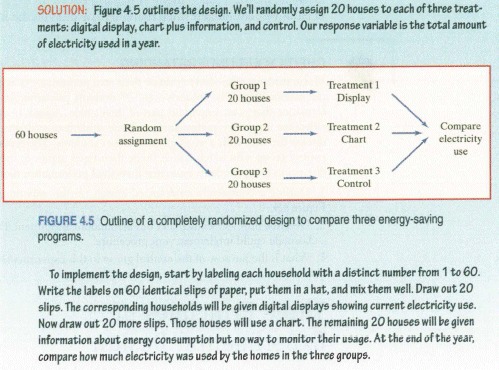 SOLUTION: Figure 4.5 outlines the design. We'll randomly assign 20 houses to each of three treat-
ments: digital display, chart plus information, and control. Our response variable is the total amount
of electricity used in a year.
Group 1
20 houses
Treatment 1
Display
60 houses
Random
assignment
Group 2
20 houses
Treatment 2
Chart
Compare
electricity
use
Group 3
20 houses
Treatment 3
Control
FIGURE 4.5 Outline of a completely randomized design to compare three energy-saving
programs.
To implement the design, start by labeling each household with a distinct number from 1 to 60.
Write the labels on 60 identical slips of paper, put them in a hat, and mix them well. Draw out 20
slips. The corresponding households will be given digital displays showing current electricity use.
Now draw out 20 more slips. Those houses will use a chart. The remaining 20 houses will be given
information about energy consumption but no way to monitor their usage. At the end of the year,
compare how much electricity was used by the homes in the three groups.